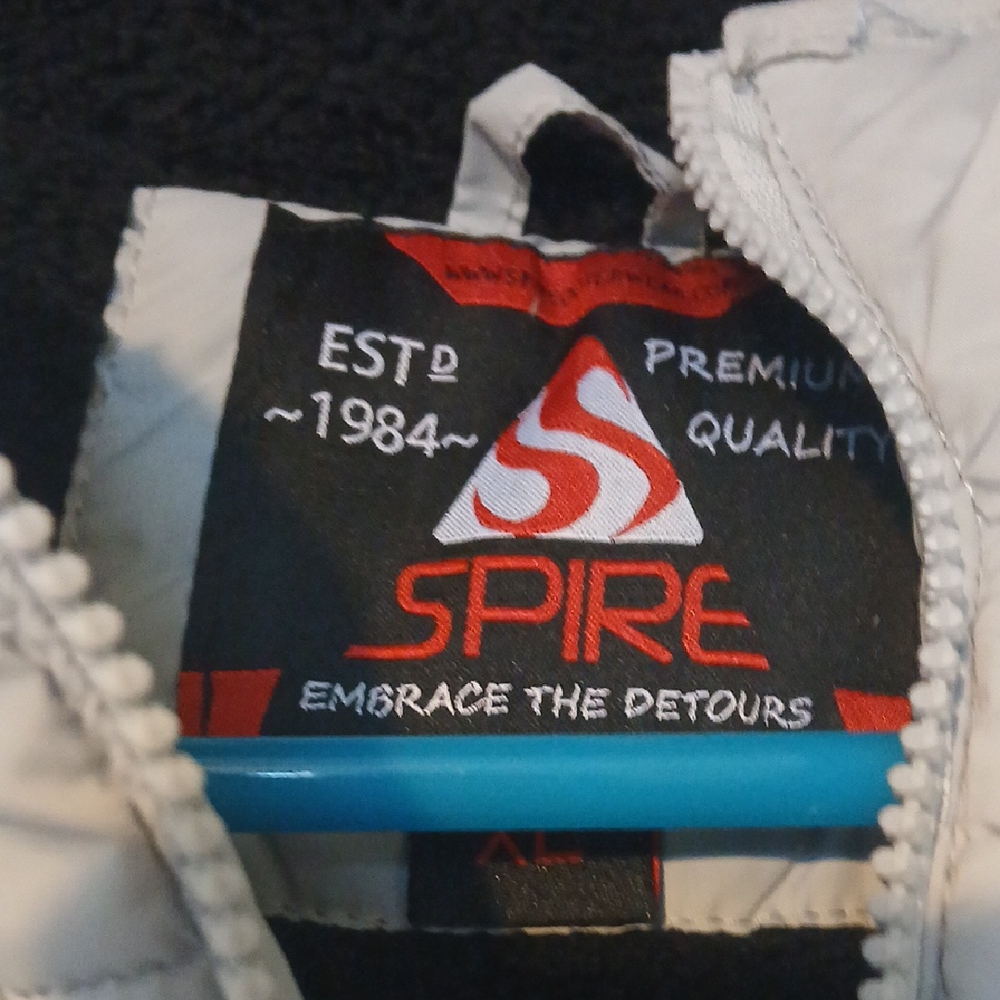 ESTD
~1984~
PREMIUM
QUALITY
SPIRE
EMBRACE THE DETOURS